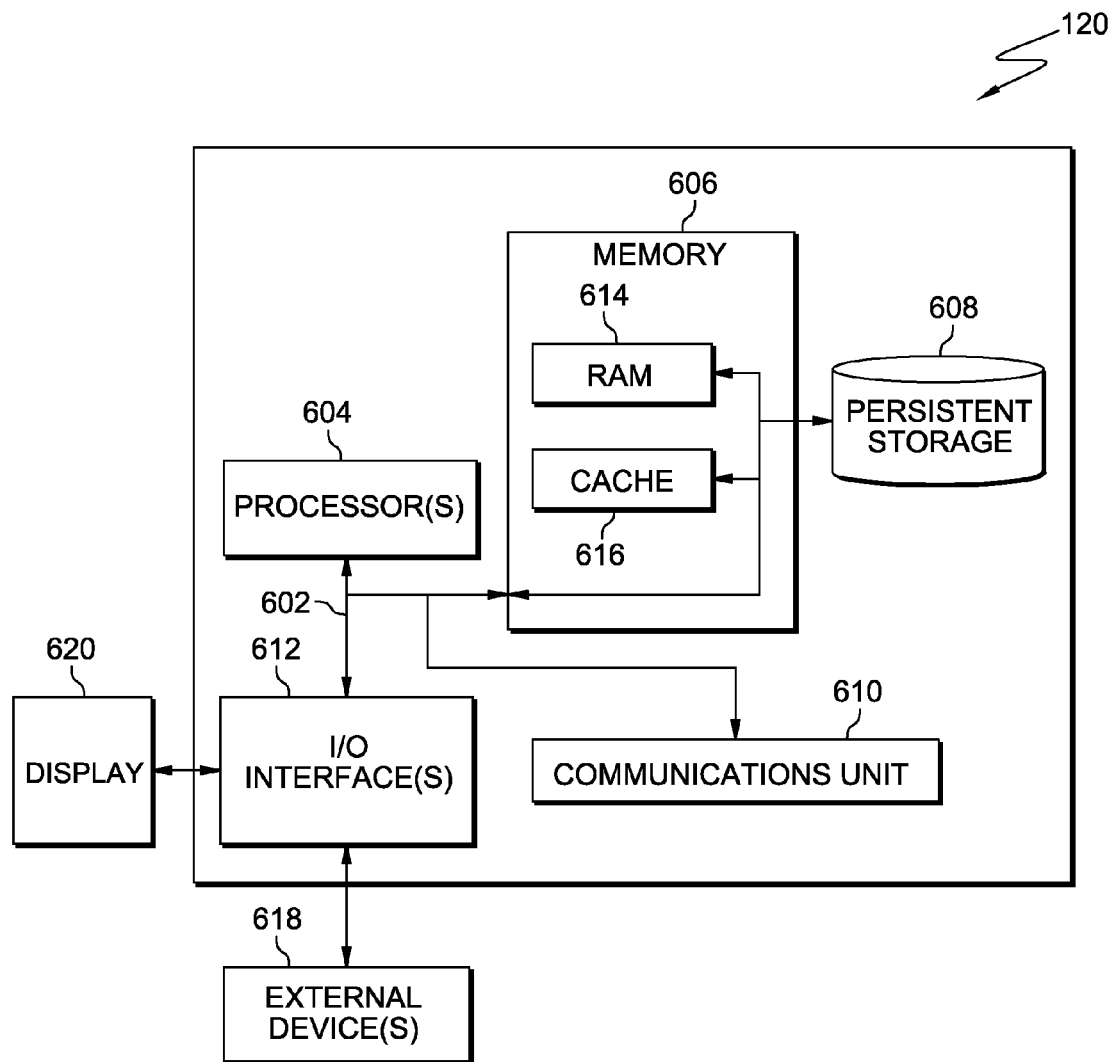 120
606
MEMORY
614
RAM
608
PERSISTENT
STORAGE
604
PROCESSOR(S)
CACHE
616
602
620
612
DISPLAY
I/O
INTERFACE(S)
610
COMMUNICATIONS UNIT
618
EXTERNAL
DEVICE(S)